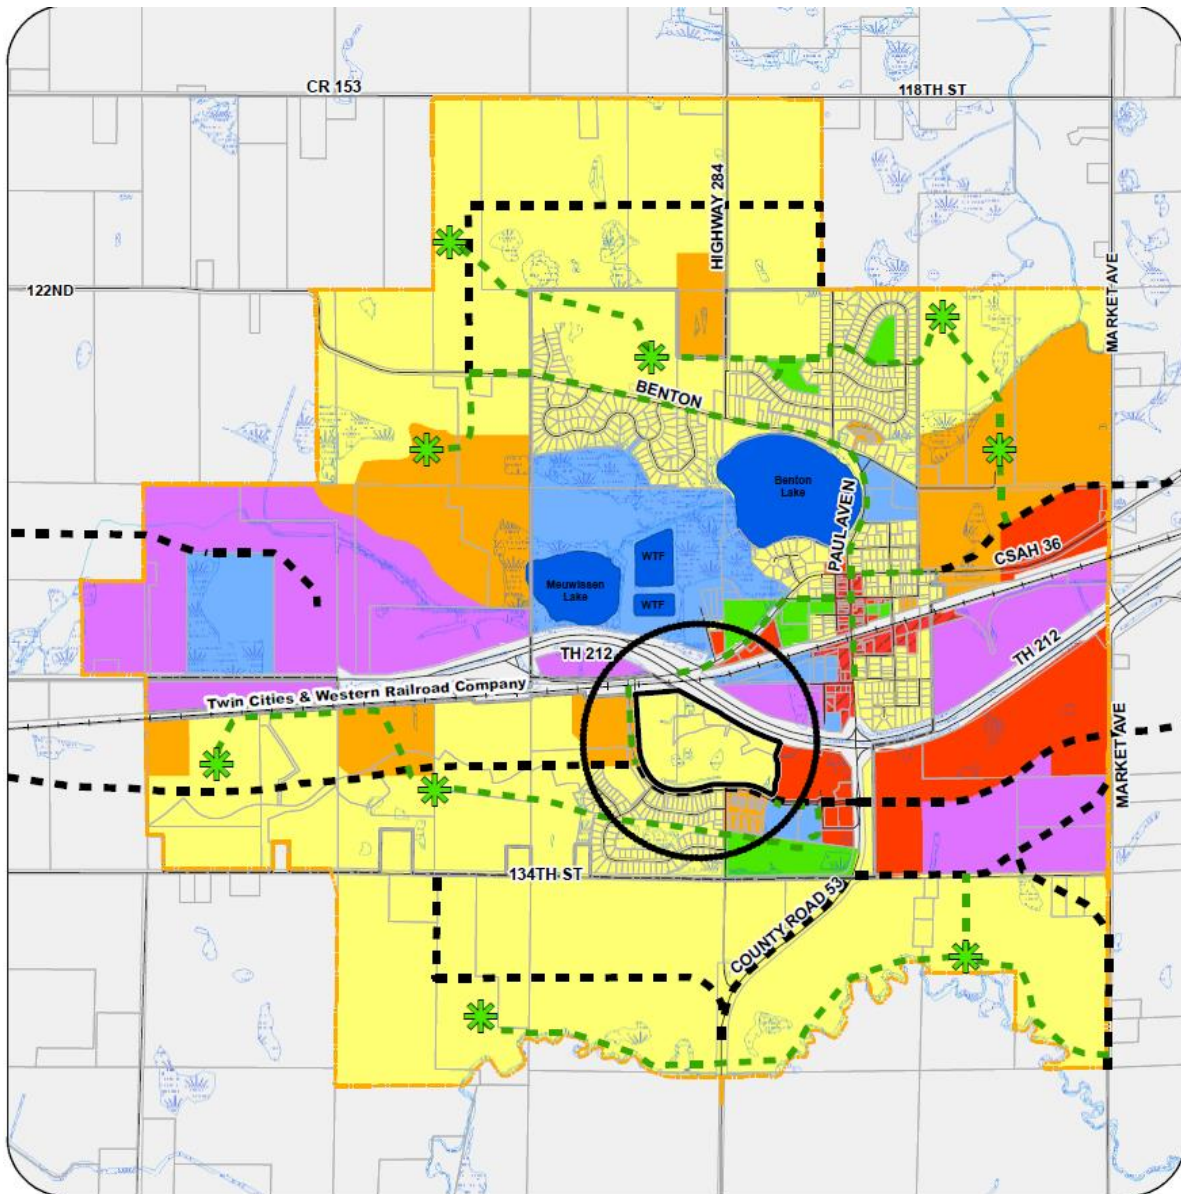 CR 153
118TH ST
HIGHWAY 284
122ND
MARKET AVE
BENTON
Benton
Lake
PAUL AVE N
WTF
CSAH 36
Meuwissen
Lake
WTF
TH 212
TH 212
Twin Cities & Western Railroad Company
MARKET AVE
134TH ST
COUNTY ROAD 53